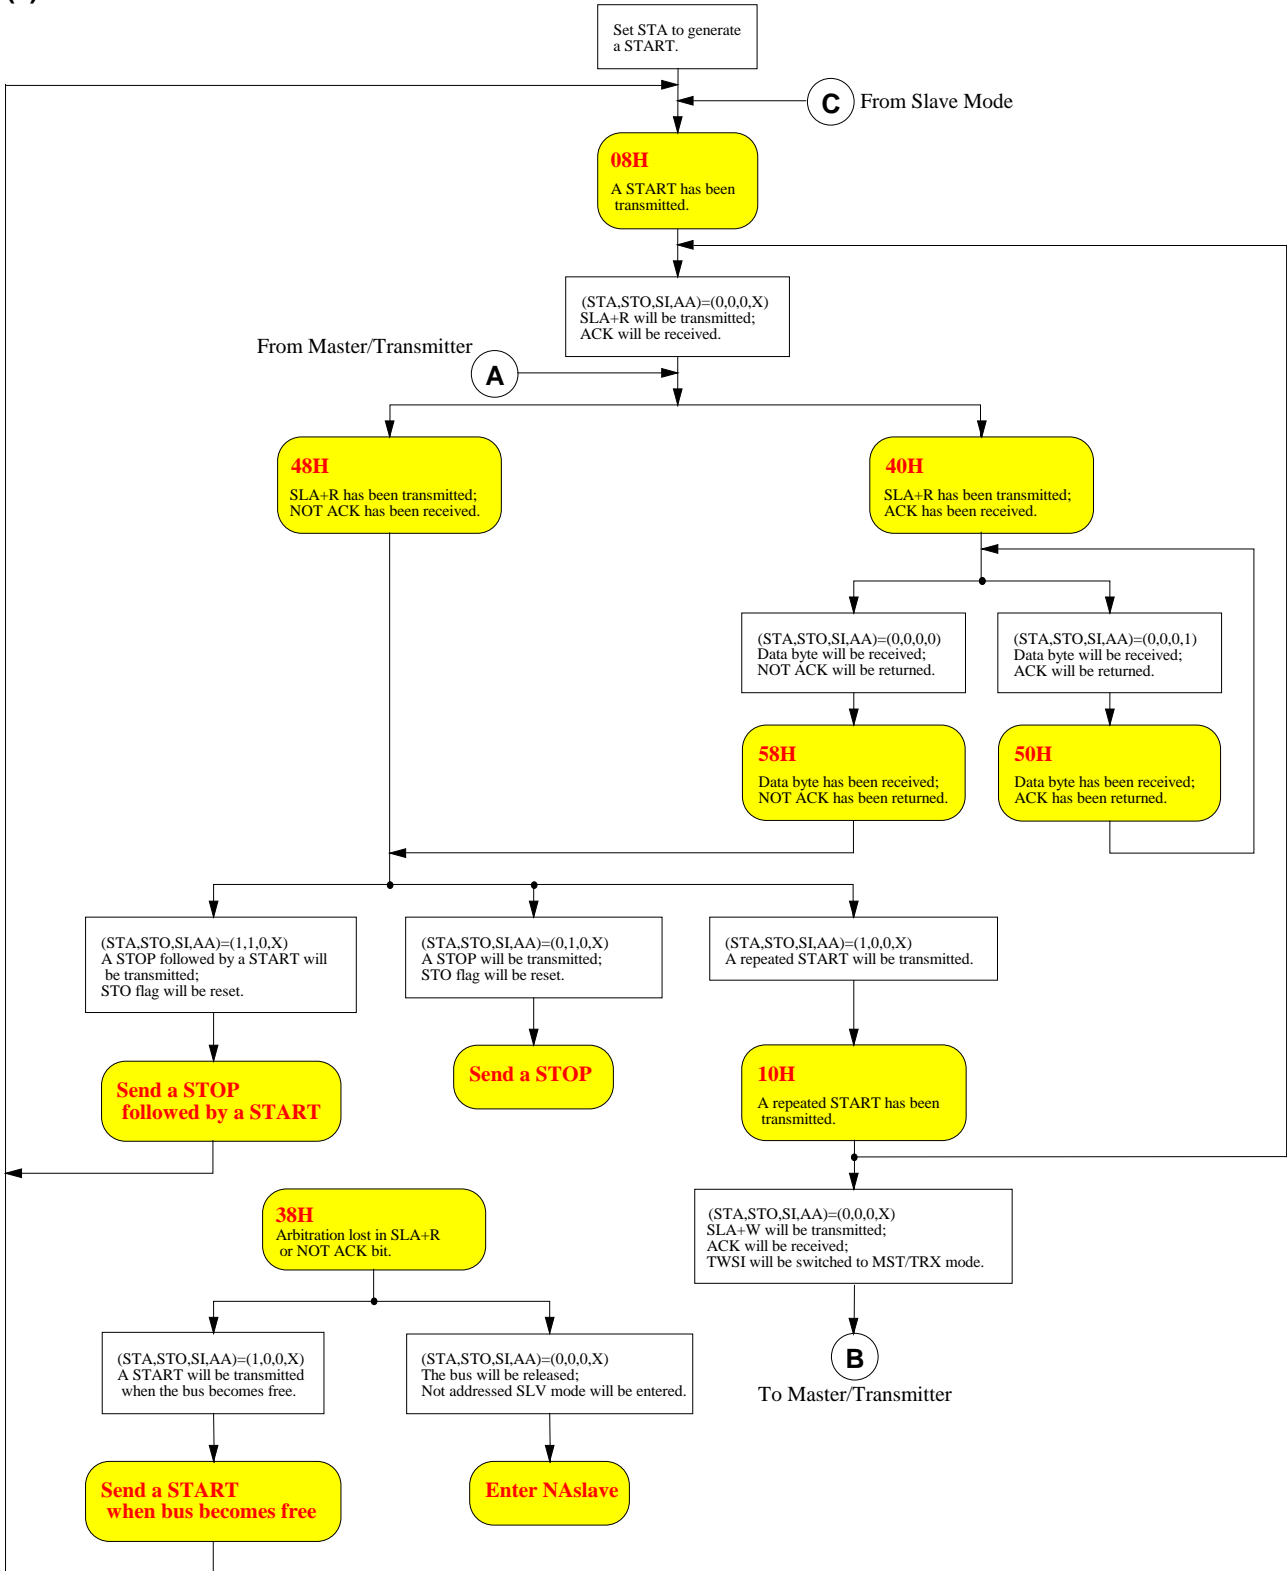 Set STA to generate
a START.
C
From Slave Mode
08H
A START has been
transmitted.
(STA,STO,SI,AA)=(0,0,0,X)
SLA+R will be transmitted;
ACK will be received.
From Master/Transmitter
A
48H
SLA+R has been transmitted;
NOT ACK has been received.
40H
SLA+R has been transmitted;
ACK has been received.
(STA,STO,SI,AA)=(0,0,0,0)
Data byte will be received;
NOT ACK will be returned.
(STA,STO,SI,AA)=(0,0,0,1)
Data byte will be received;
ACK will be returned.
58H
Data byte has been received;
NOT ACK has been returned.
50H
Data byte has been received;
ACK has been returned.
(STA,STO,SI,AA)=(1,1,0,X)
A STOP followed by a START will
be transmitted;
STO flag will be reset.
(STA,STO,SI,AA)=(0,1,0,X)
A STOP will be transmitted;
STO flag will be reset.
(STA,STO,SI,AA)=(1,0,0,X)
A repeated START will be transmitted.
Send a STOP
followed by a START
Send a STOP
10H
A repeated START has been
transmitted.
38H
Arbitration lost in SLA+R
or NOT ACK bit.
(STA,STO,SI,AA)=(0,0,0,X)
SLA+W will be transmitted;
ACK will be received;
TWSI will be switched to MST/TRX mode.
(STA,STO,SI,AA)=(1,0,0,X)
A START will be transmitted
when the bus becomes free.
(STA,STO,SI,AA)=(0,0,0,X)
The bus will be released;
Not addressed SLV mode will be entered.
B
To Master/Transmitter
Send a START
when bus becomes free
Enter NAslave